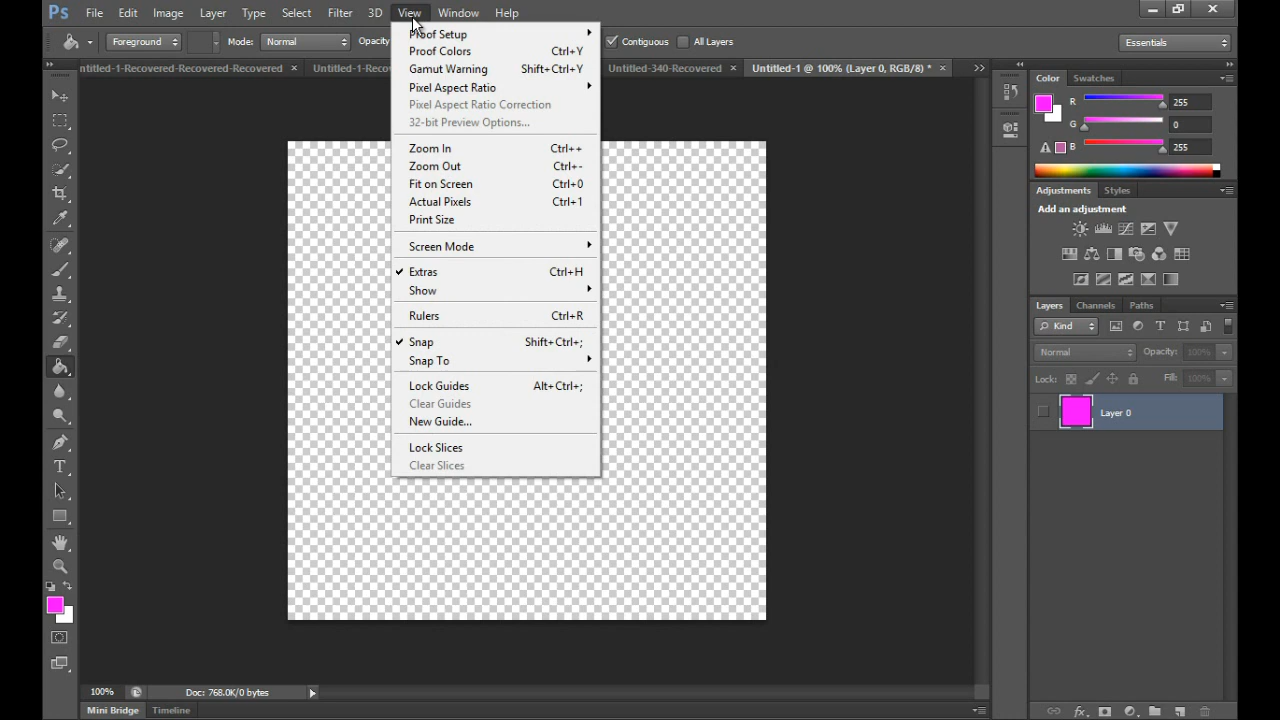 Ps File Edit Image Layer Type Select Filter 3D View Window Help
Foreground Mode: Normal Opacity Contiguous All Layers Essentials
ntitled-1-Recovered-Recovered-Recovered × Untitled-1-Reco Untitled-340-Recovered × Untitled-1 @ 100% (Layer 0, RGB/8) * ×
Proof Setup
Proof Colors Ctrl+Y
Gamut Warning Shift+Ctrl+Y
Pixel Aspect Ratio
Pixel Aspect Ratio Correction
32-bit Preview Options...
Zoom In Ctrl++
Zoom Out Ctrl+-
Fit on Screen Ctrl+0
Actual Pixels Ctrl+1
Print Size
Screen Mode
Extras Ctrl+H
Show
Rulers Ctrl+R
Snap Shift+Ctrl+;
Snap To
Lock Guides Alt+Ctrl+;
Clear Guides
New Guide...
Lock Slices
Clear Slices
Color Swatches
R 255
G 0
B 255
Adjustments Styles
Add an adjustment
Layers Channels Paths
Kind
Normal Opacity: 100%
Lock: Fill: 100%
Layer 0
100% Doc: 768.0K/0 bytes
Mini Bridge Timeline